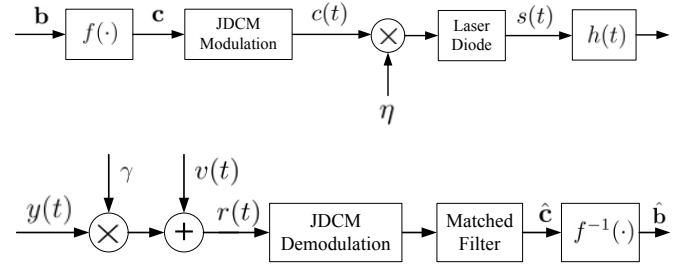 b
f(·)
c
JDCM
Modulation
c(t)
×
η
Laser
Diode
s(t)
h(t)
y(t)
×
γ
+
v(t)
r(t)
JDCM
Demodulation
Matched
Filter
ĉ
f⁻¹(·)
b̂